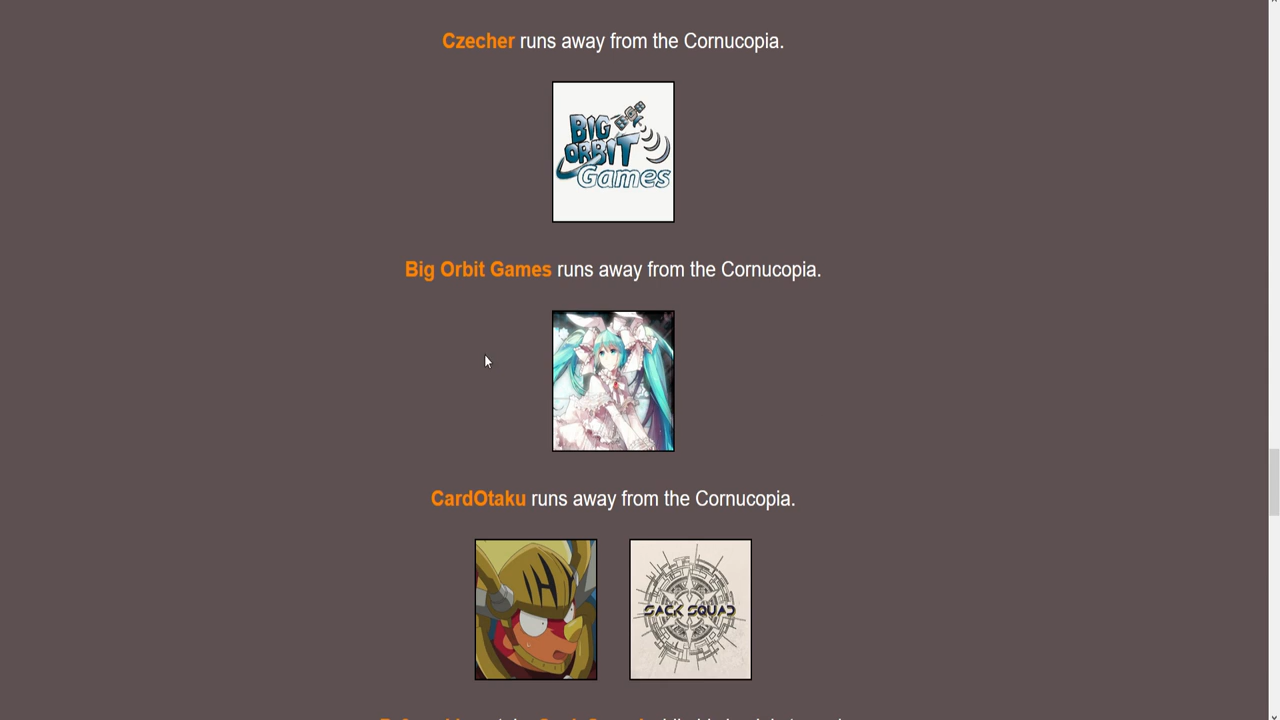 Czecher runs away from the Cornucopia.
BIG
ORBIT
Games
Big Orbit Games runs away from the Cornucopia.
CardOtaku runs away from the Cornucopia.
SACK SQUAD